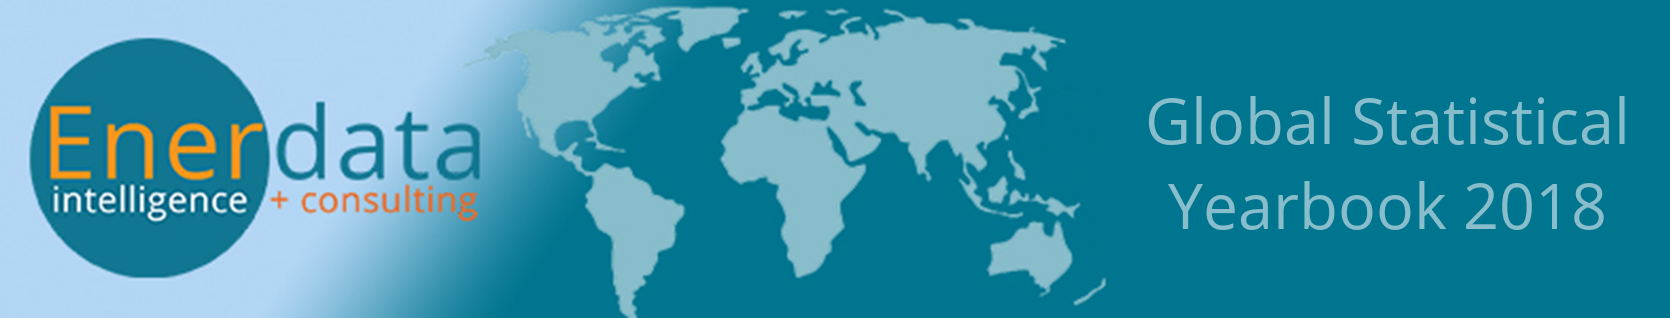 Enerdata
intelligence + consulting
Global Statistical
Yearbook 2018